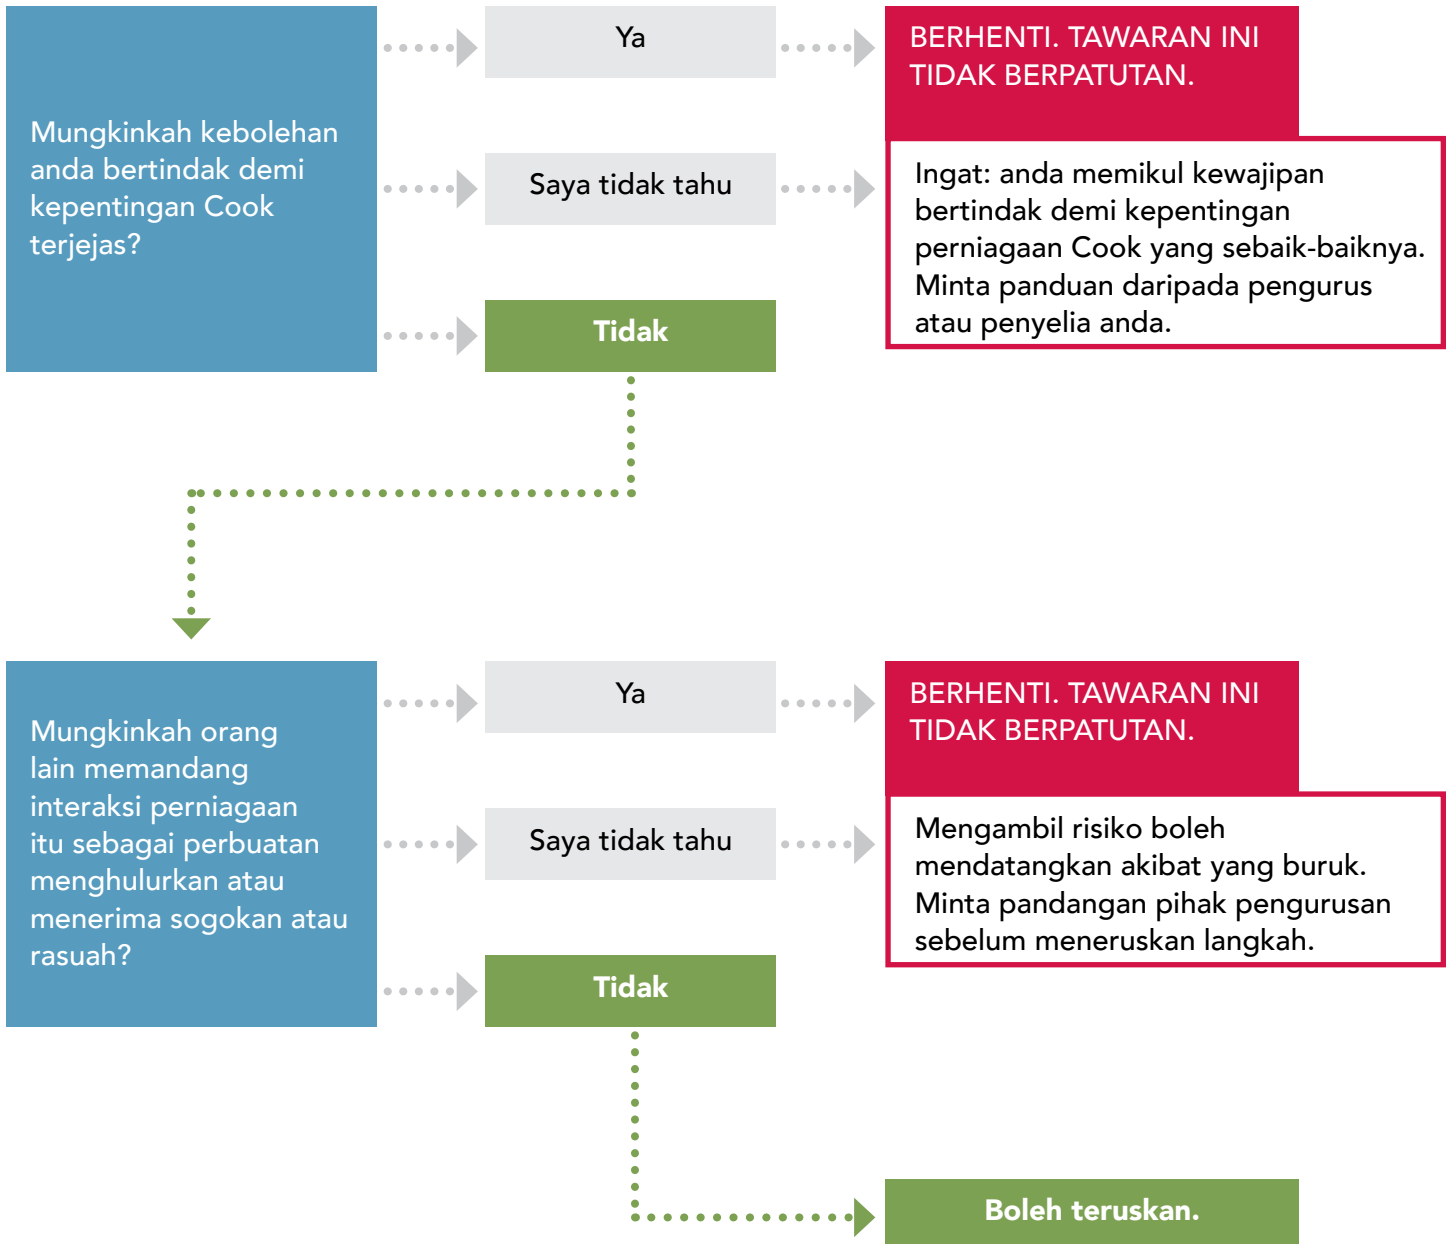 Mungkinkah kebolehan
anda bertindak demi
kepentingan Cook
terjejas?
Ya
BERHENTI. TAWARAN INI
TIDAK BERPATUTAN.
Saya tidak tahu
Ingat: anda memikul kewajipan
bertindak demi kepentingan
perniagaan Cook yang sebaik-baiknya.
Minta panduan daripada pengurus
atau penyelia anda.
Tidak
Mungkinkah orang
lain memandang
interaksi perniagaan
itu sebagai perbuatan
menghulurkan atau
menerima sogokan atau
rasuah?
Ya
BERHENTI. TAWARAN INI
TIDAK BERPATUTAN.
Saya tidak tahu
Mengambil risiko boleh
mendatangkan akibat yang buruk.
Minta pandangan pihak pengurusan
sebelum meneruskan langkah.
Tidak
Boleh teruskan.